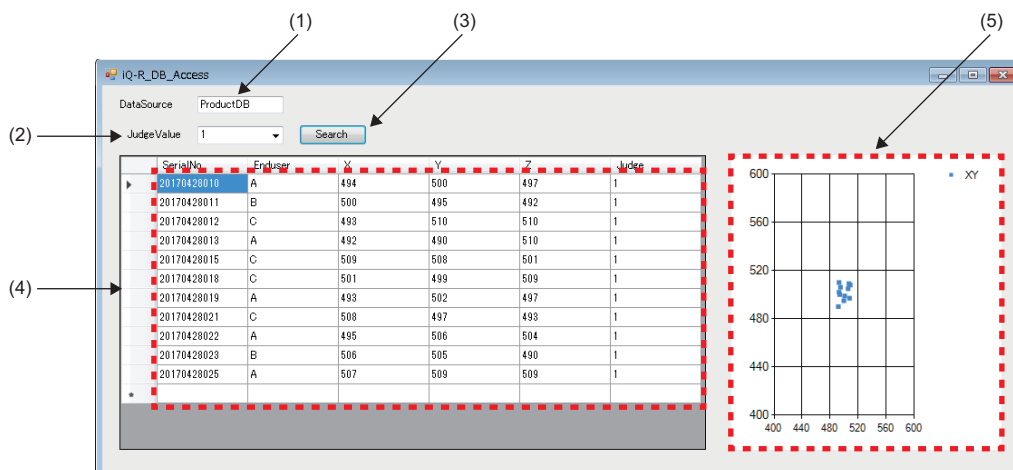 (1) (3) (5)
iQ-R_DB_Access
DataSource ProductDB
(2) JudgeValue 1 Search
SerialNo Enduser X Y Z Judge
20170428010 A 494 500 497 1
20170428011 B 500 495 492 1
20170428012 C 493 510 510 1
20170428013 A 492 490 510 1
20170428015 C 509 508 501 1
20170428018 C 501 499 509 1
(4)
20170428019 A 493 502 497 1
20170428021 C 508 497 493 1
20170428022 A 495 506 504 1
20170428023 B 506 505 490 1
20170428025 A 507 509 509 1
*
XY
600
560
520
480
440
400
400 440 480 520 560 600